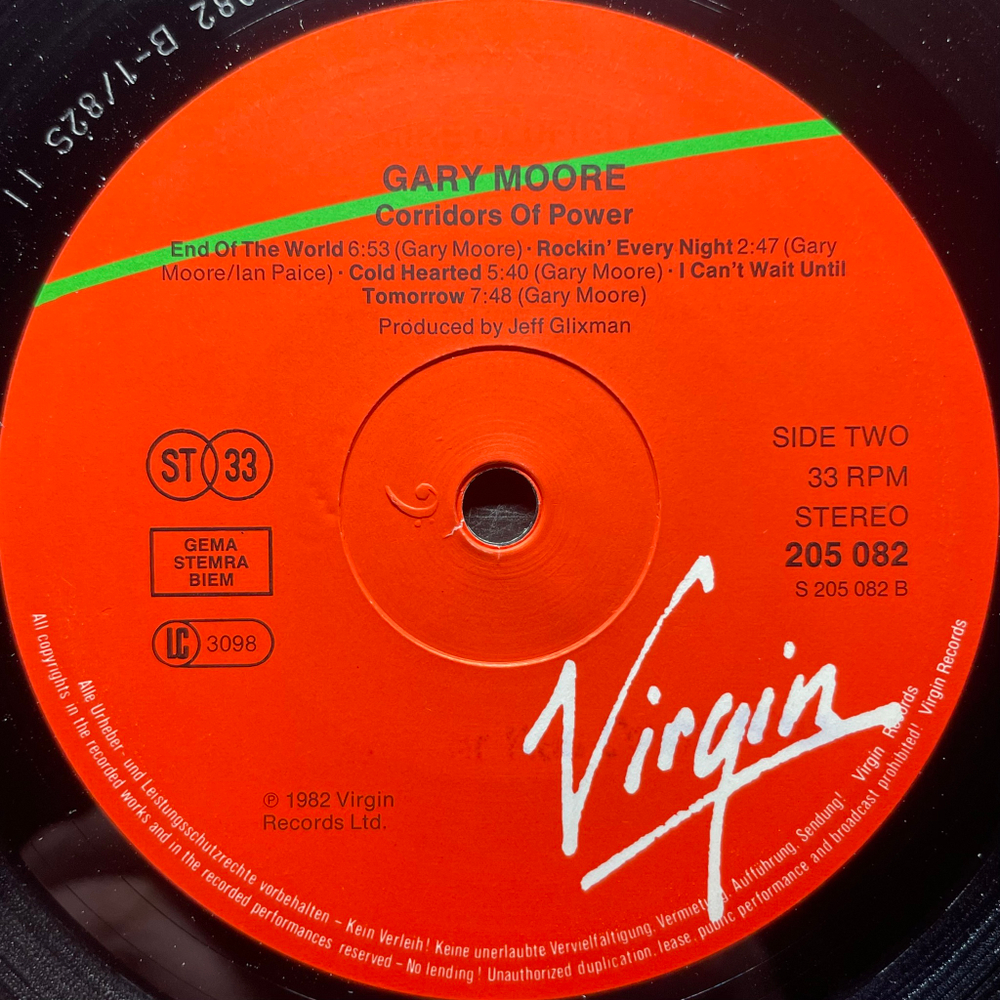 082 B-1/82S 11
GARY MOORE
Corridors Of Power
End Of The World 6:53 (Gary Moore) · Rockin' Every Night 2:47 (Gary
Moore/Ian Paice) · Cold Hearted 5:40 (Gary Moore) · I Can't Wait Until
Tomorrow 7:48 (Gary Moore)
Produced by Jeff Glixman
ST 33
GEMA
STEMRA
BIEM
LC 3098
SIDE TWO
33 RPM
STEREO
205 082
S 205 082 B
Virgin
℗ 1982 Virgin
Records Ltd.
Alle Urheber- und Leistungsschutzrechte vorbehalten – Kein Verleih! Keine unerlaubte Vervielfältigung, Vermietung, Aufführung, Sendung! Virgin Records
All copyrights in the recorded works and in the recorded performances reserved – No lending! Unauthorized duplication, lease, public performance and broadcast prohibited! Virgin Records